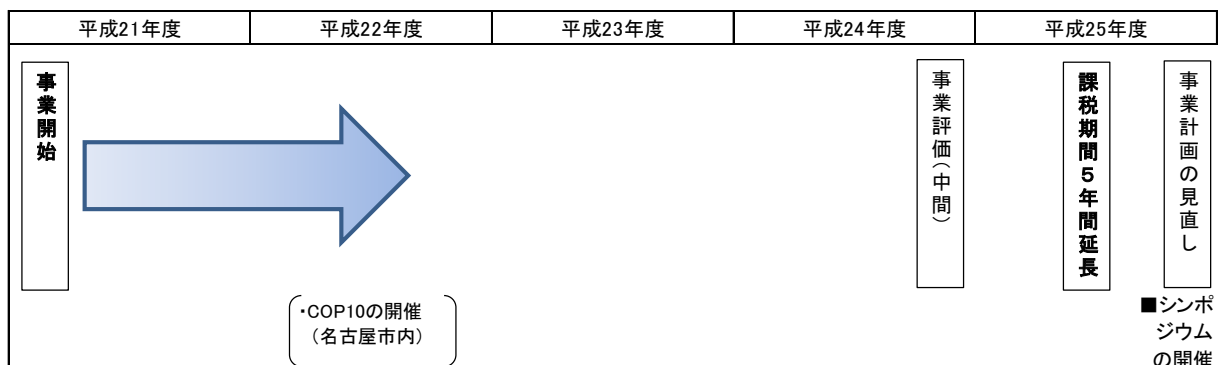 平成21年度
平成22年度
平成23年度
平成24年度
平成25年度
事業開始
事業評価(中間)
課税期間5年間延長
事業計画の見直し
・COP10の開催
(名古屋市内)
■シンポ
ジウム
の開催